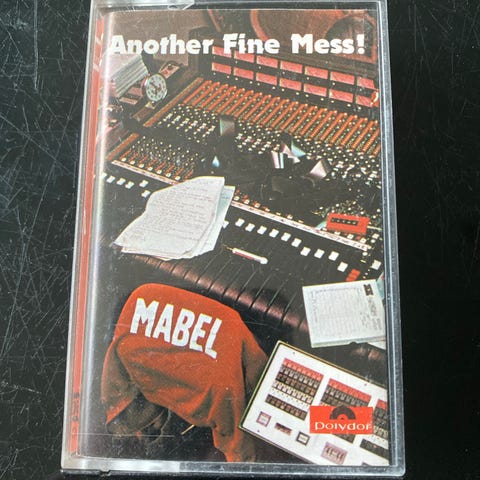 Another Fine Mess!
MABEL
polydor